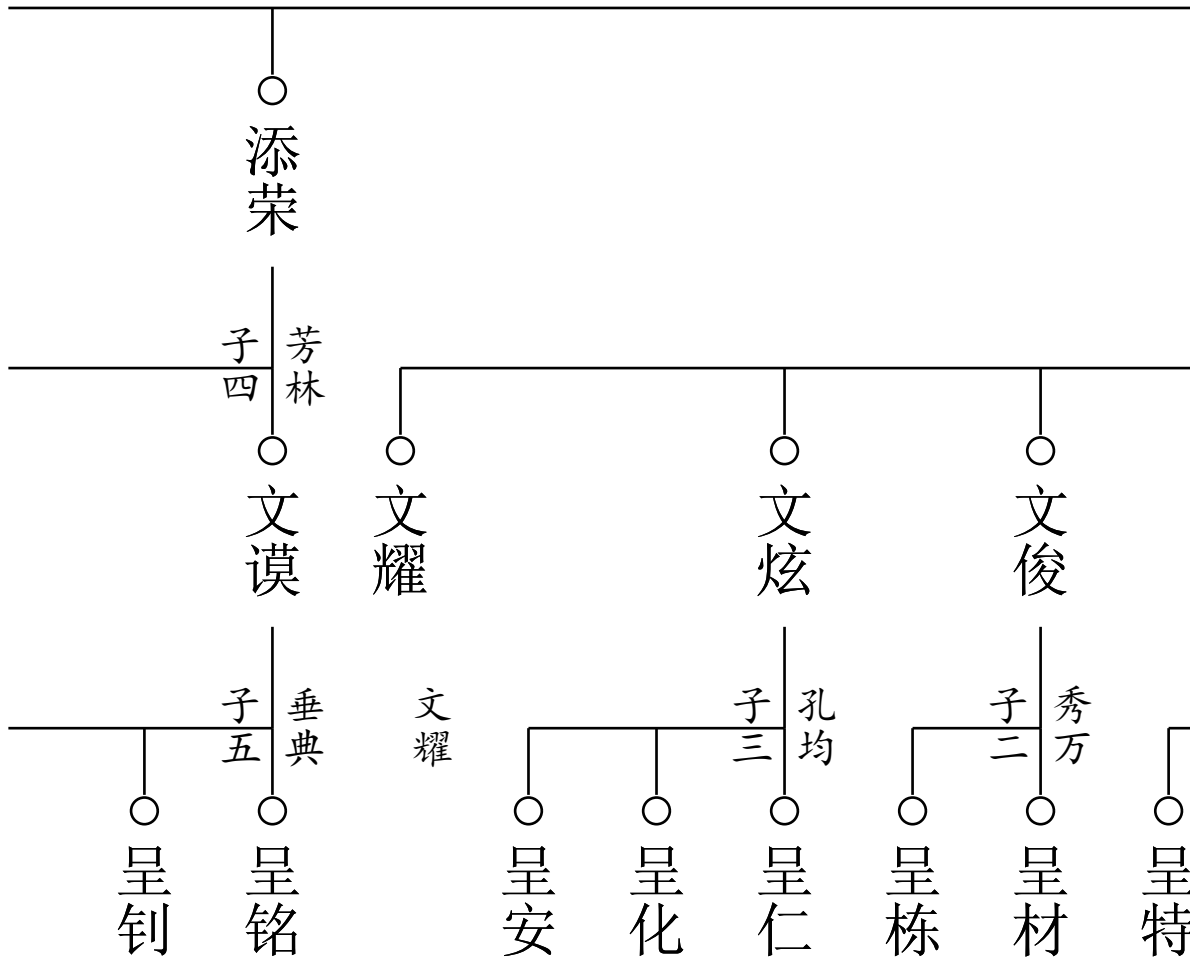 添荣
子四
芳林
文谟
文耀
文炫
文俊
子五
垂典
文耀
子三
孔均
子二
秀万
呈钊
呈铭
呈安
呈化
呈仁
呈栋
呈材
呈特